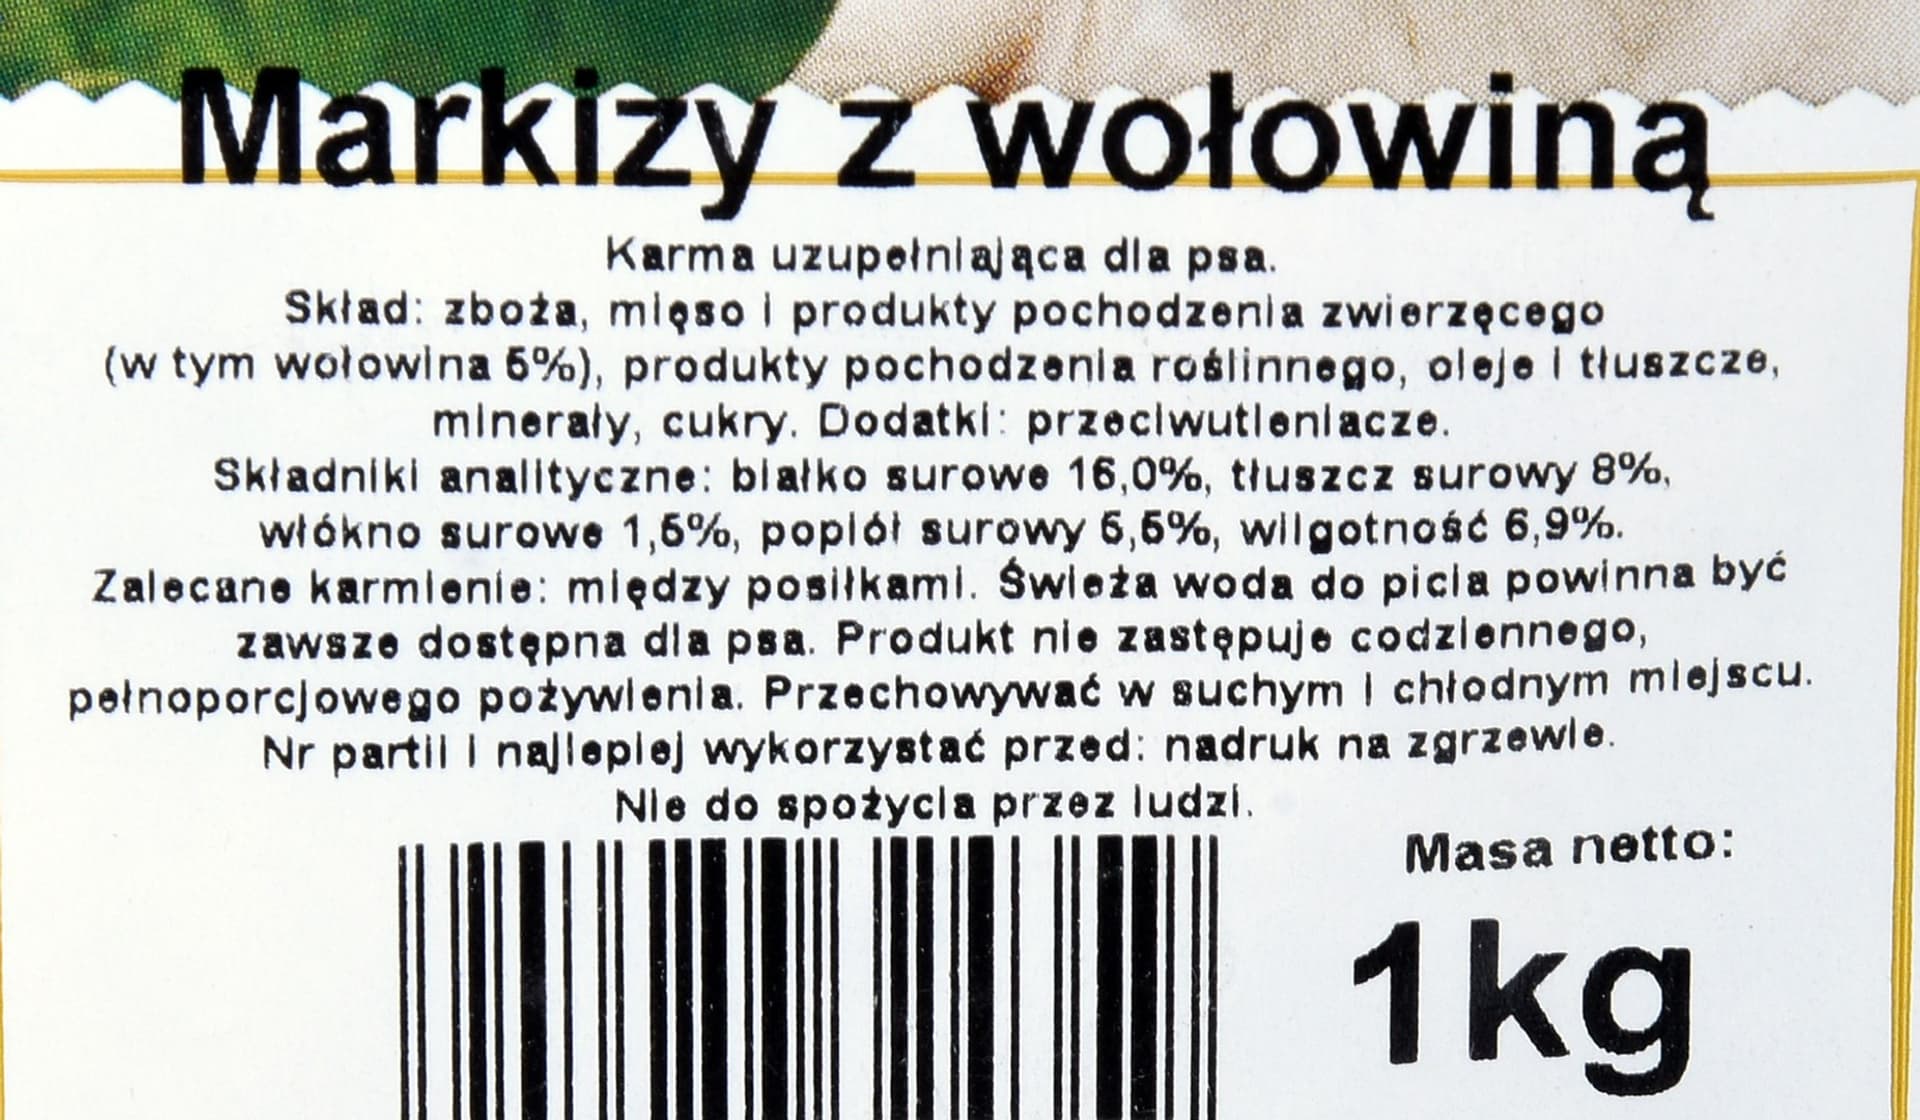 Markizy z wołowiną
Karma uzupełniająca dla psa.
Skład: zboża, mięso i produkty pochodzenia zwierzęcego
(w tym wołowina 5%), produkty pochodzenia roślinnego, oleje i tłuszcze,
minerały, cukry. Dodatki: przeciwutleniacze.
Składniki analityczne: białko surowe 16,0%, tłuszcz surowy 8%,
włókno surowe 1,5%, popiół surowy 5,5%, wilgotność 6,9%.
Zalecane karmienie: między posiłkami. Świeża woda do picia powinna być
zawsze dostępna dla psa. Produkt nie zastępuje codziennego,
pełnoporcjowego pożywienia. Przechowywać w suchym i chłodnym miejscu.
Nr partii i najlepiej wykorzystać przed: nadruk na zgrzewie.
Nie do spożycia przez ludzi.
Masa netto:
1kg